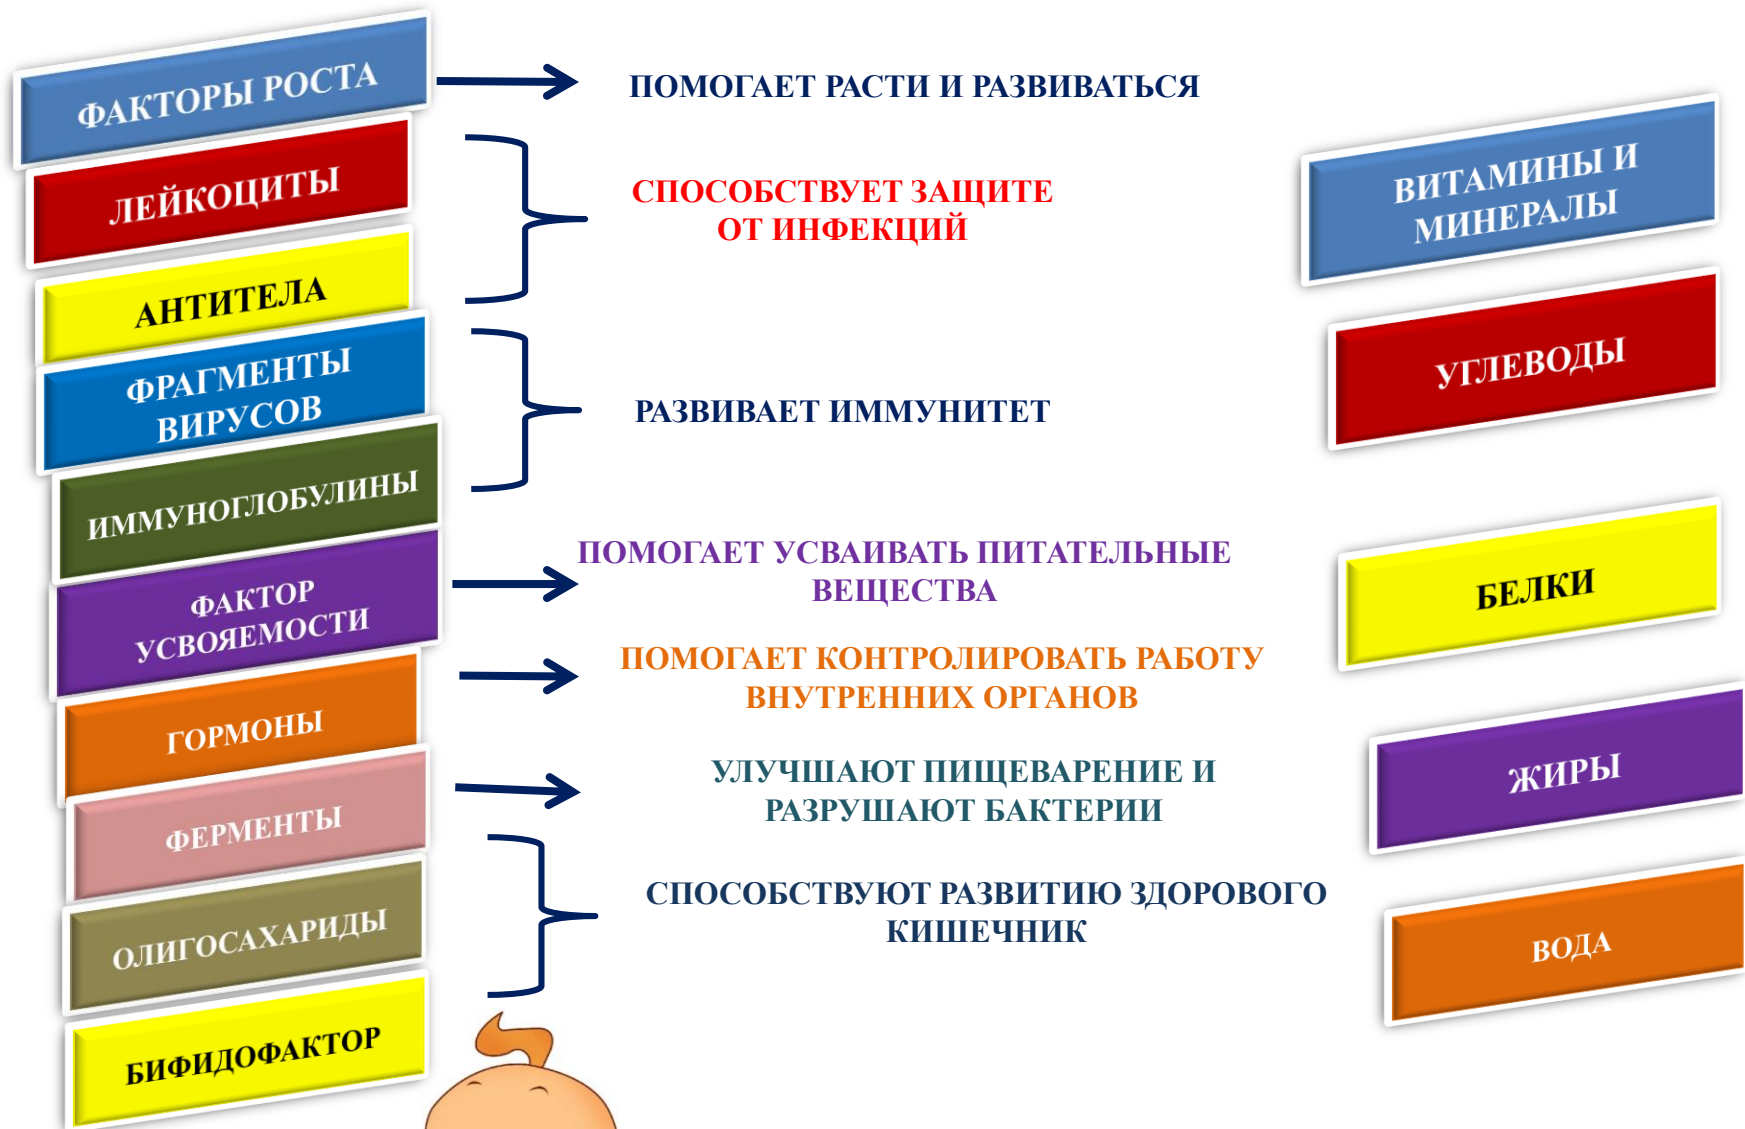 ФАКТОРЫ РОСТА
ПОМОГАЕТ РАСТИ И РАЗВИВАТЬСЯ
ЛЕЙКОЦИТЫ
СПОСОБСТВУЕТ ЗАЩИТЕ
ОТ ИНФЕКЦИЙ
АНТИТЕЛА
ФРАГМЕНТЫ
ВИРУСОВ
РАЗВИВАЕТ ИММУНИТЕТ
ИММУНОГЛОБУЛИНЫ
ФАКТОР
УСВОЯЕМОСТИ
ПОМОГАЕТ УСВАИВАТЬ ПИТАТЕЛЬНЫЕ
ВЕЩЕСТВА
ГОРМОНЫ
ПОМОГАЕТ КОНТРОЛИРОВАТЬ РАБОТУ
ВНУТРЕННИХ ОРГАНОВ
ФЕРМЕНТЫ
УЛУЧШАЮТ ПИЩЕВАРЕНИЕ И
РАЗРУШАЮТ БАКТЕРИИ
ОЛИГОСАХАРИДЫ
СПОСОБСТВУЮТ РАЗВИТИЮ ЗДОРОВОГО
КИШЕЧНИК
БИФИДОФАКТОР
ВИТАМИНЫ И
МИНЕРАЛЫ
УГЛЕВОДЫ
БЕЛКИ
ЖИРЫ
ВОДА